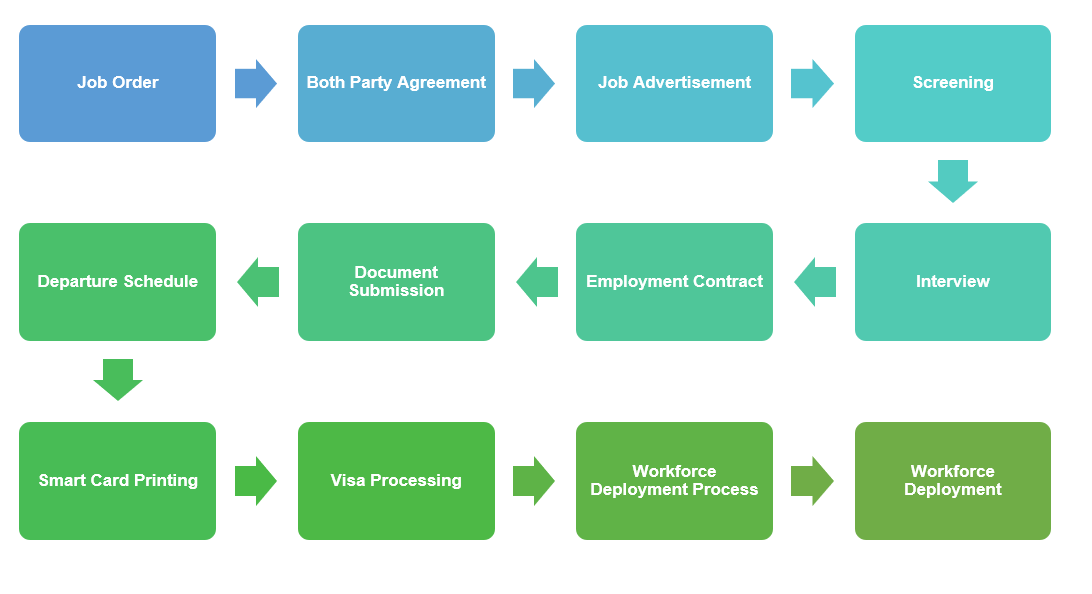 Job Order
Both Party Agreement
Job Advertisement
Screening
Interview
Employment Contract
Document
Submission
Departure Schedule
Smart Card Printing
Visa Processing
Workforce
Deployment Process
Workforce
Deployment